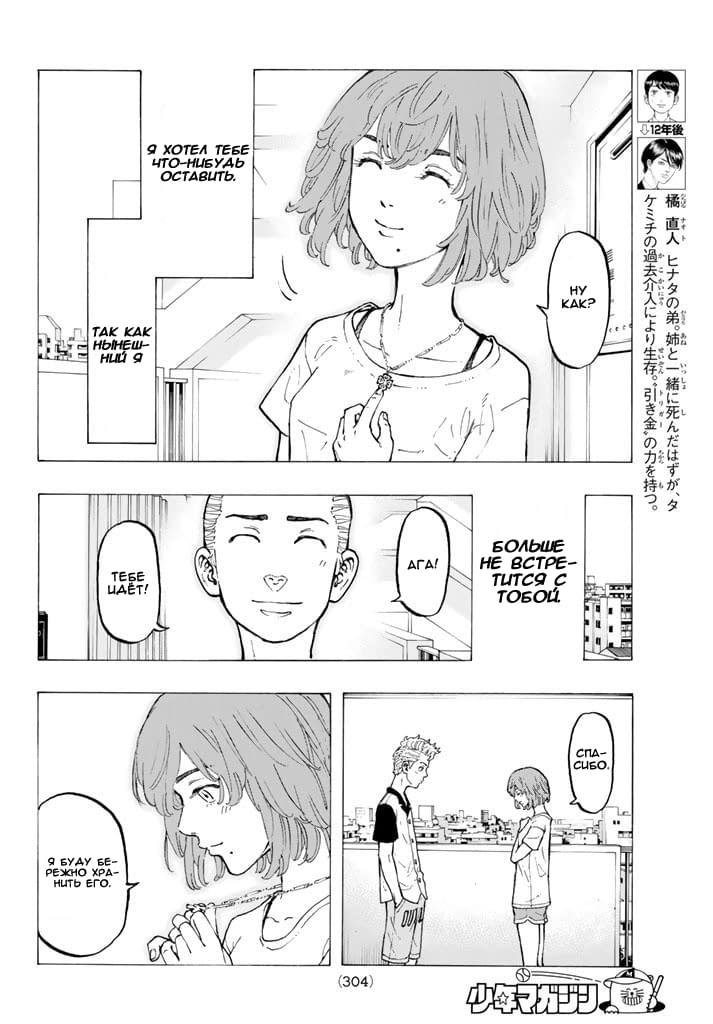 Я ХОТЕЛ ТЕБЕ
ЧТО-НИБУДЬ
ОСТАВИТЬ.
НУ
КАК?
ТАК КАК
НЫНЕШ-
НИЙ Я
↓12年後
橘 直人 ヒナタの弟。姉と一緒に死んだはずが、タ
ケミチの過去介入により生存。“引き金”の力を持つ。
БОЛЬШЕ
НЕ ВСТРЕ-
ТИТСЯ С
ТОБОЙ.
АГА!
ТЕБЕ
ИДЁТ!
Я БУДУ БЕ-
РЕЖНО ХРА-
НИТЬ ЕГО.
СПА-
СИБО.
(304)
少年マガジン